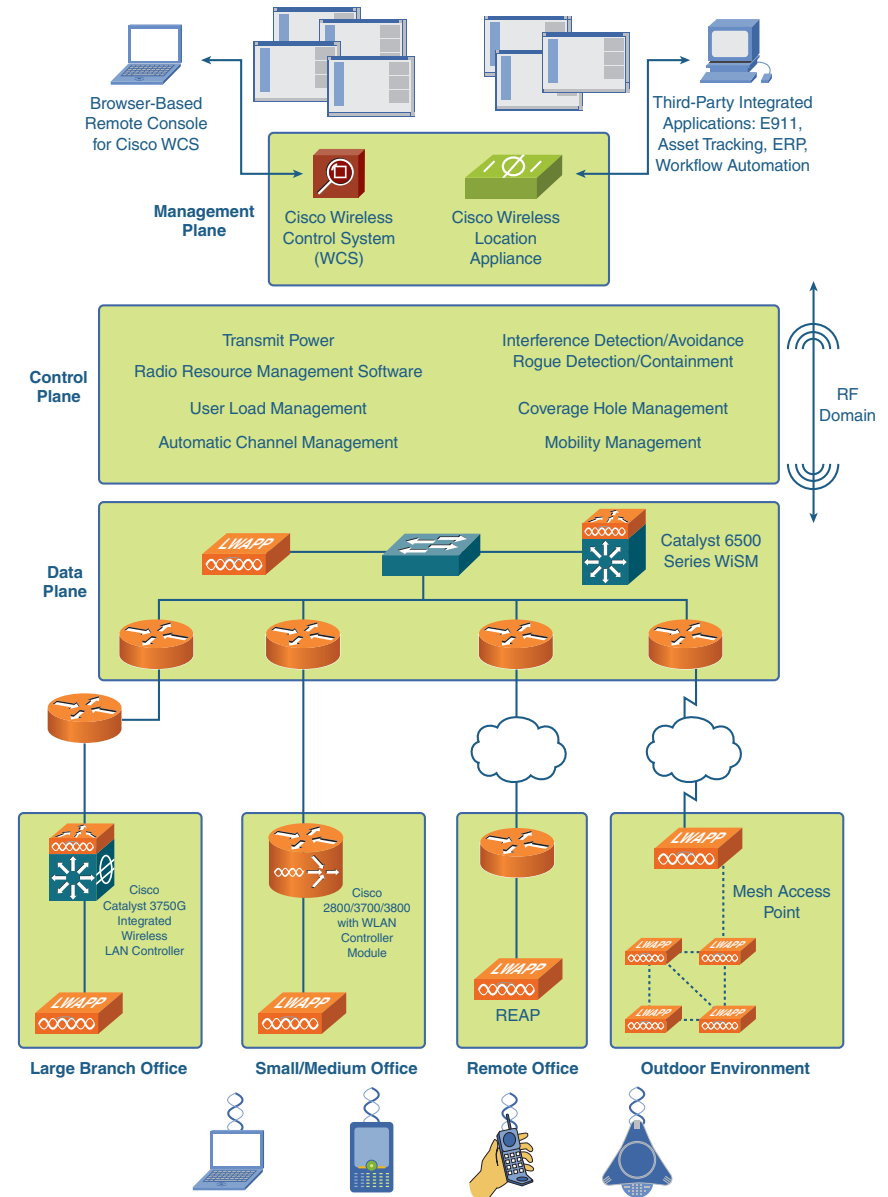 Browser-Based
Remote Console
for Cisco WCS
Third-Party Integrated
Applications: E911,
Asset Tracking, ERP,
Workflow Automation
Management
Plane
Cisco Wireless
Control System
(WCS)
Cisco Wireless
Location
Appliance
Control
Plane
Transmit Power
Radio Resource Management Software
User Load Management
Automatic Channel Management
Interference Detection/Avoidance
Rogue Detection/Containment
Coverage Hole Management
Mobility Management
RF
Domain
Data
Plane
LWAPP
Catalyst 6500
Series WiSM
Cisco
Catalyst 3750G
Integrated
Wireless
LAN Controller
LWAPP
Large Branch Office
Cisco
2800/3700/3800
with WLAN
Controller
Module
LWAPP
Small/Medium Office
LWAPP
REAP
Remote Office
LWAPP
Mesh Access
Point
LWAPP
LWAPP
LWAPP
LWAPP
Outdoor Environment